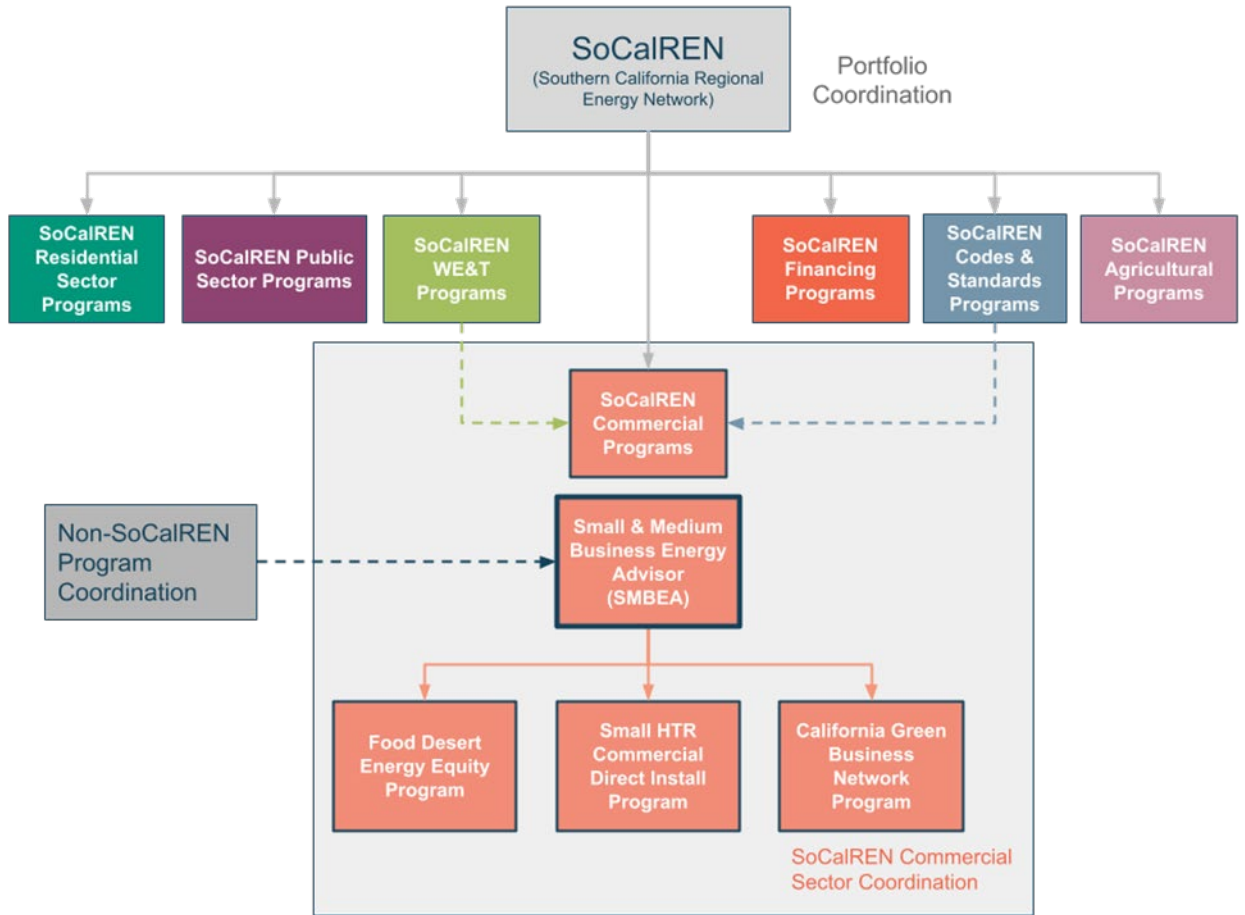 SoCalREN
(Southern California Regional
Energy Network)
Portfolio
Coordination
SoCalREN
Residential
Sector
Programs
SoCalREN Public
Sector Programs
SoCalREN
WE&T
Programs
SoCalREN
Financing
Programs
SoCalREN
Codes &
Standards
Programs
SoCalREN
Agricultural
Programs
SoCalREN
Commercial
Programs
Non-SoCalREN
Program
Coordination
Small & Medium
Business Energy
Advisor
(SMBEA)
Food Desert
Energy Equity
Program
Small HTR
Commercial
Direct Install
Program
California Green
Business
Network
Program
SoCalREN Commercial
Sector Coordination